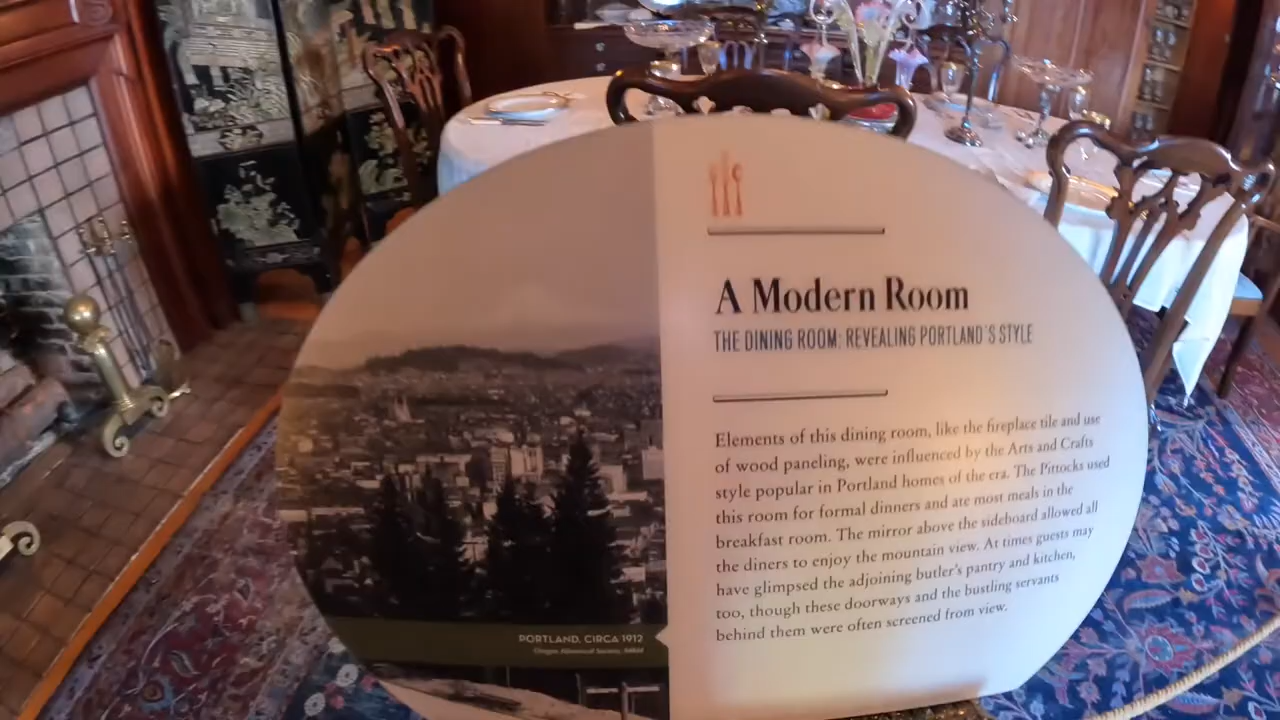 A Modern Room
THE DINING ROOM: REVEALING PORTLAND'S STYLE
Elements of this dining room, like the fireplace tile and use
of wood paneling, were influenced by the Arts and Crafts
style popular in Portland homes of the era. The Pittocks used
this room for formal dinners and ate most meals in the
breakfast room. The mirror above the sideboard allowed all
the diners to enjoy the mountain view. At times guests may
have glimpsed the adjoining butler's pantry and kitchen,
too, though these doorways and the bustling servants
behind them were often screened from view.
PORTLAND, CIRCA 1912
Oregon Historical Society,